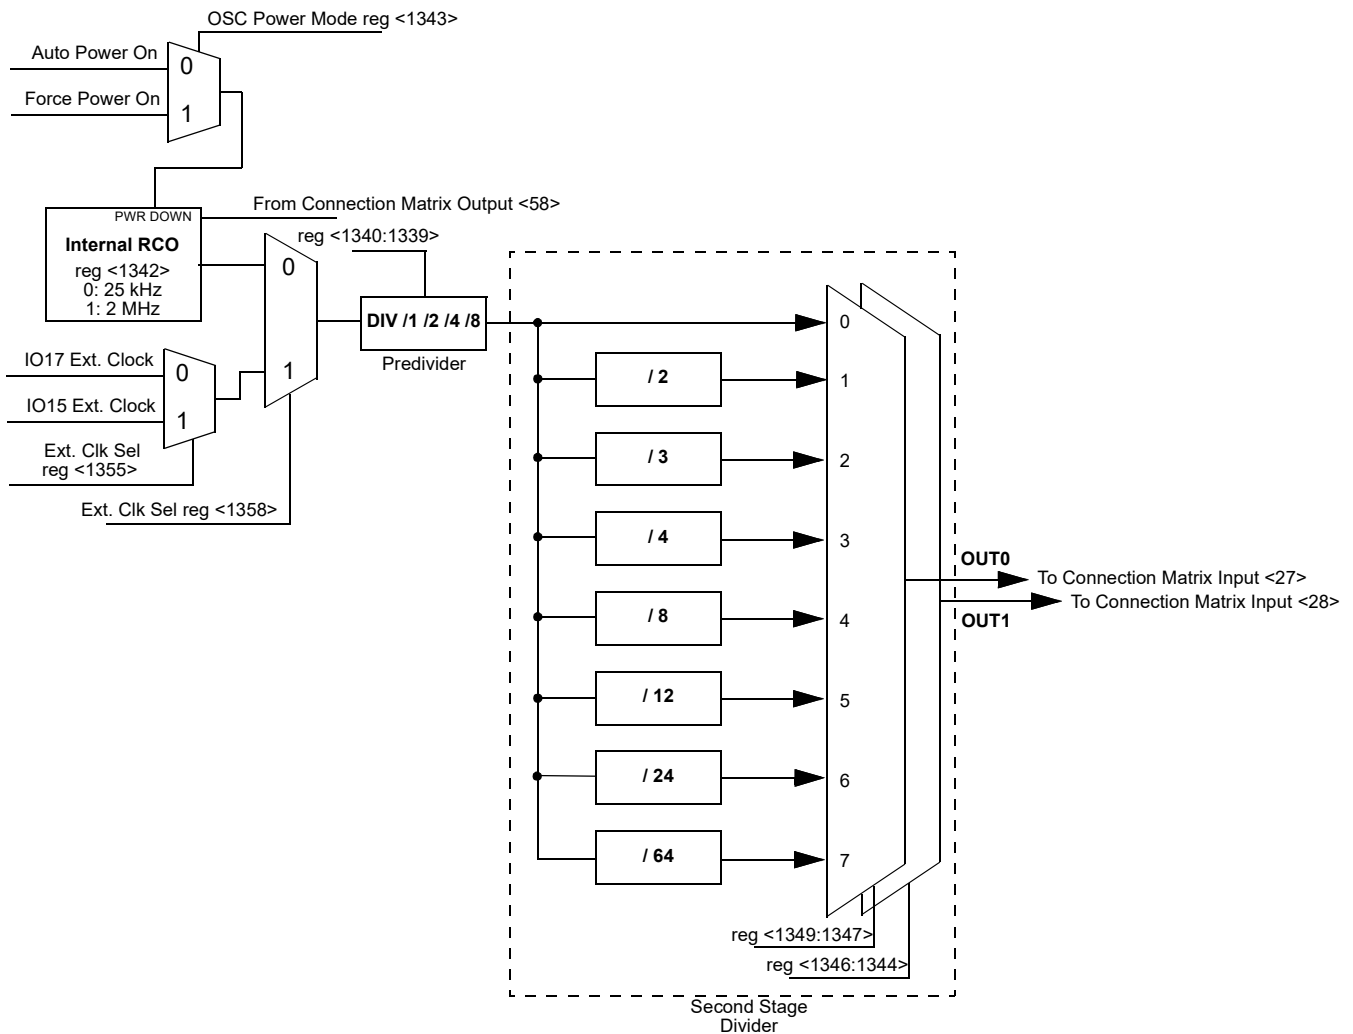 OSC Power Mode reg <1343>
Auto Power On
0
Force Power On
1
PWR DOWN
From Connection Matrix Output <58>
Internal RCO
reg <1342>
0: 25 kHz
1: 2 MHz
reg <1340:1339>
0
DIV /1 /2 /4 /8
Predivider
IO17 Ext. Clock
0
1
IO15 Ext. Clock
1
Ext. Clk Sel
reg <1355>
Ext. Clk Sel reg <1358>
0
/ 2
1
/ 3
2
/ 4
3
/ 8
4
/ 12
5
/ 24
6
/ 64
7
OUT0
To Connection Matrix Input <27>
To Connection Matrix Input <28>
OUT1
reg <1349:1347>
reg <1346:1344>
Second Stage
Divider